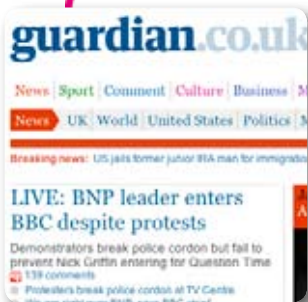 guardian.co.uk
News Sport Comment Culture Business
News UK World United States Politics
Breaking news: US jails former junior IRA man for immigration
LIVE: BNP leader enters
BBC despite protests
Demonstrators break police cordon but fail to
prevent Nick Griffin entering for Question Time
139 comments
Protesters break police cordon at TV Centre